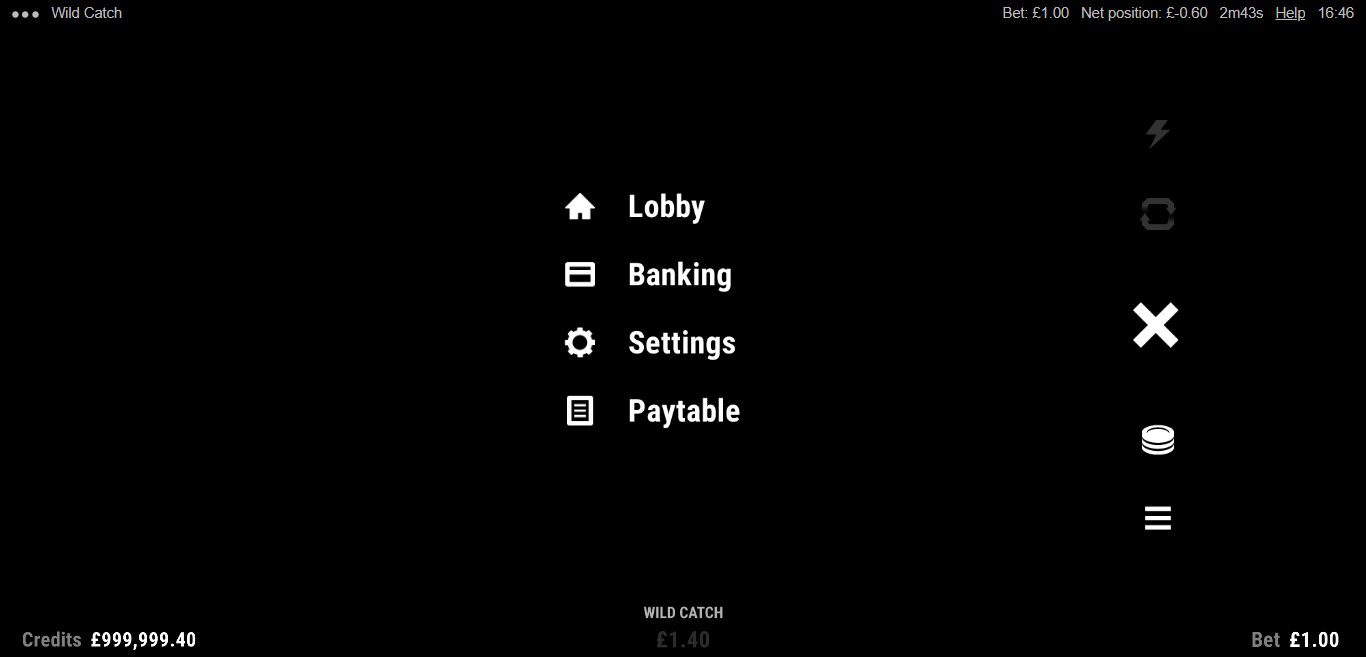 Wild Catch
Bet: £1.00 Net position: £-0.60 2m43s Help 16:46
Lobby
Banking
Settings
Paytable
WILD CATCH
£1.40
Credits £999,999.40
Bet £1.00